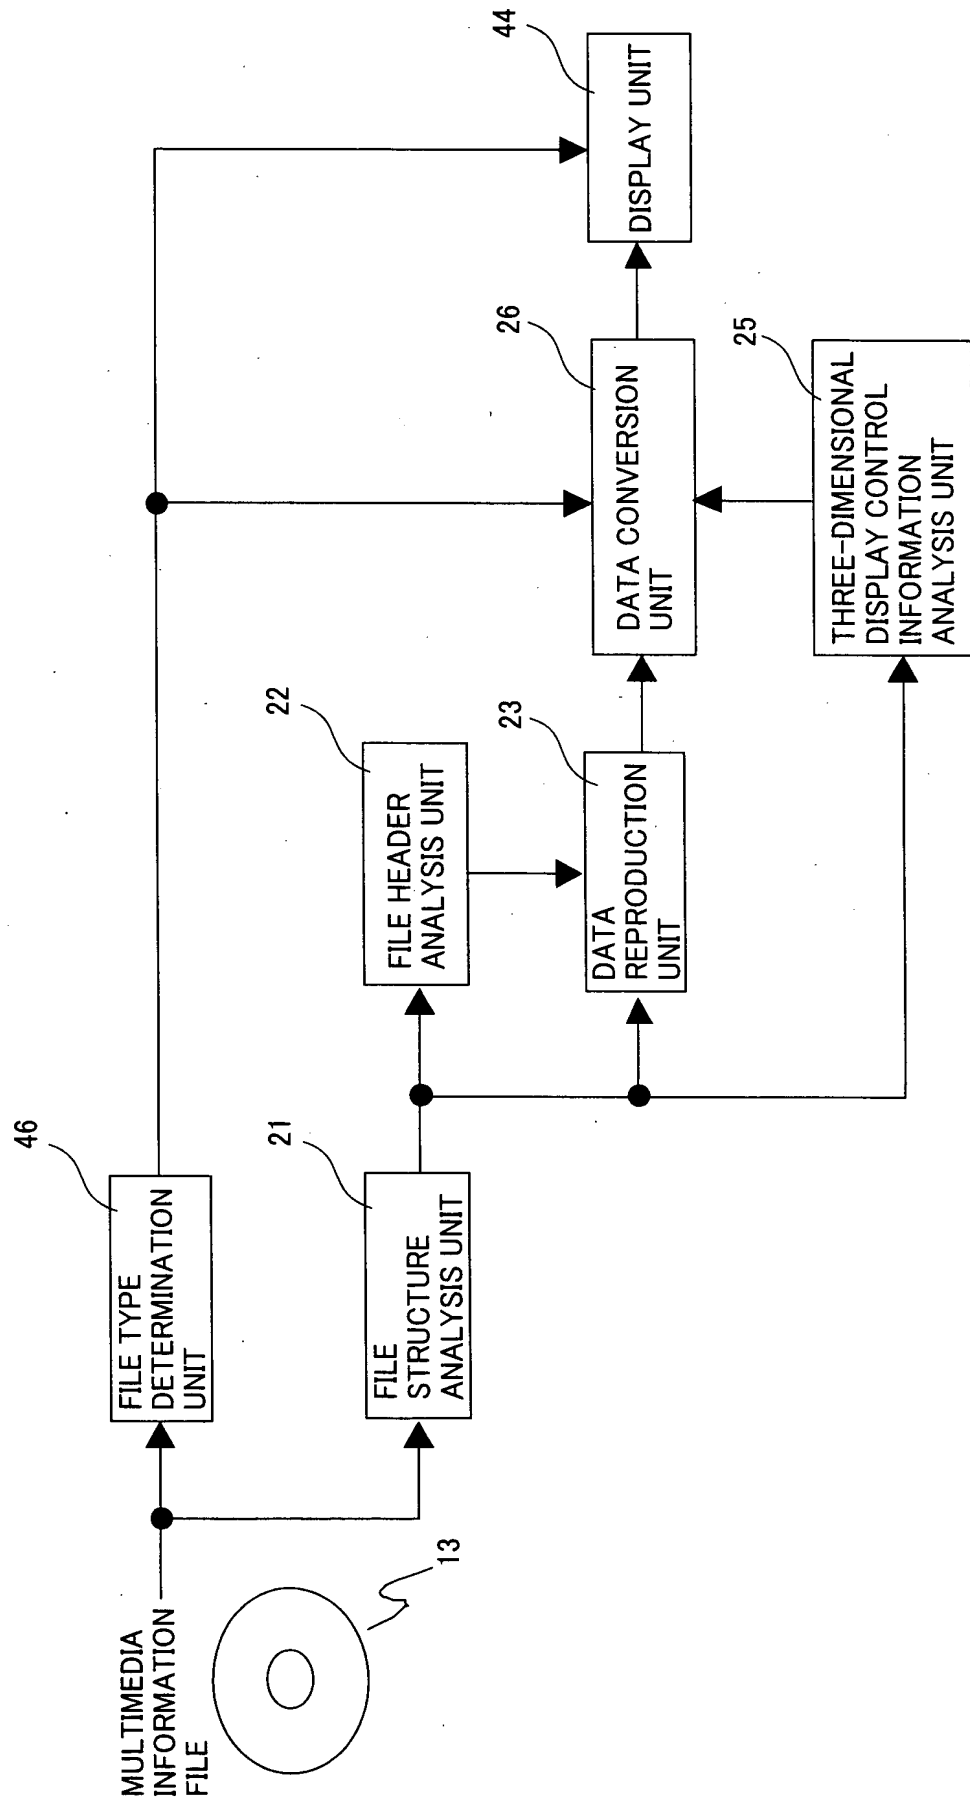 MULTIMEDIA
INFORMATION
FILE
13
46
FILE TYPE
DETERMINATION
UNIT
21
FILE
STRUCTURE
ANALYSIS UNIT
22
FILE HEADER
ANALYSIS UNIT
23
DATA
REPRODUCTION
UNIT
26
DATA CONVERSION
UNIT
25
THREE-DIMENSIONAL
DISPLAY CONTROL
INFORMATION
ANALYSIS UNIT
44
DISPLAY UNIT